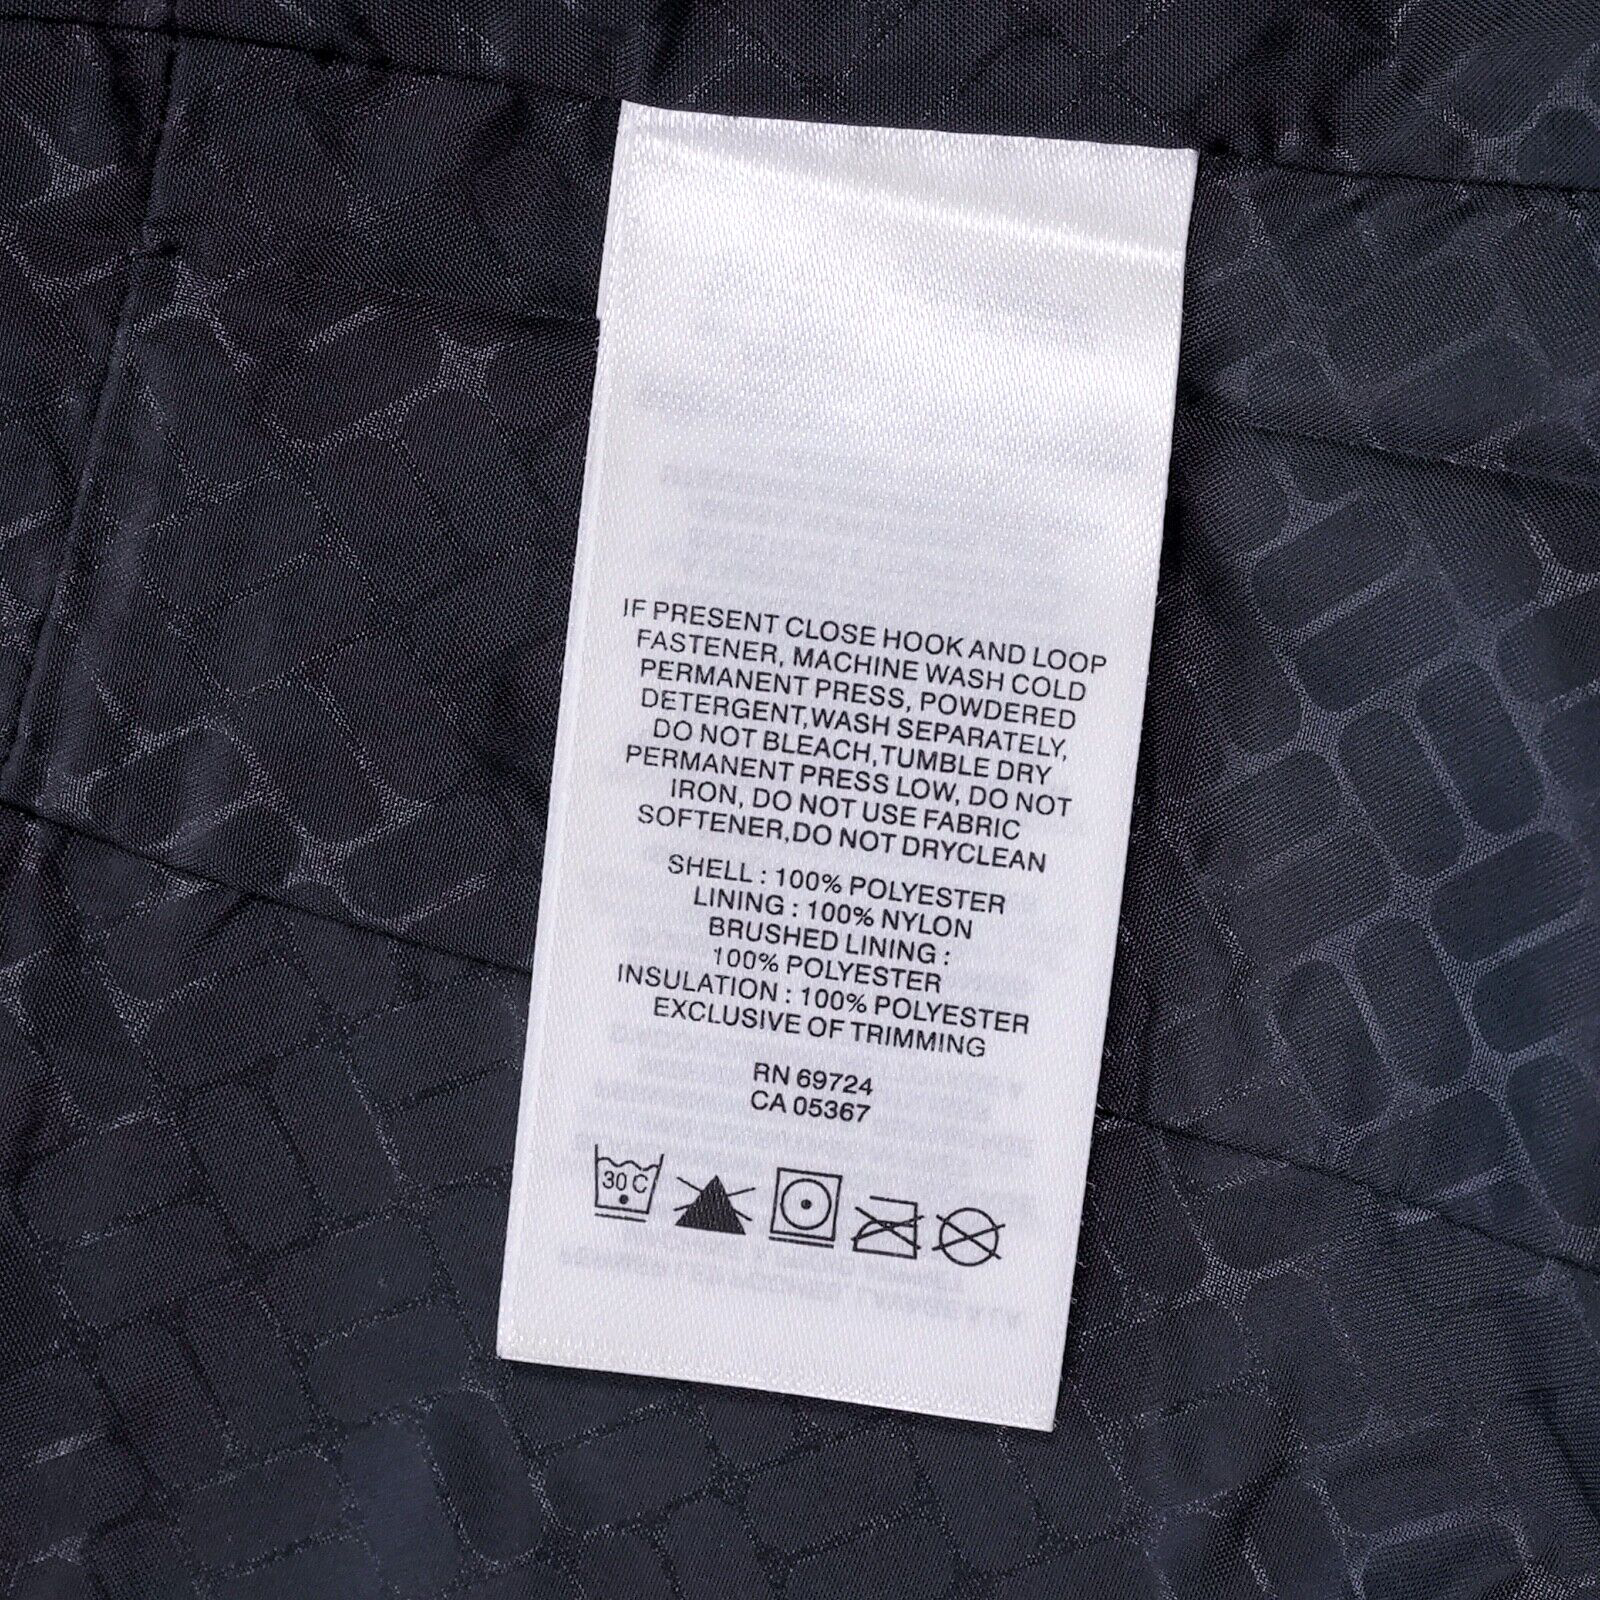 IF PRESENT CLOSE HOOK AND LOOP
FASTENER, MACHINE WASH COLD
PERMANENT PRESS, POWDERED
DETERGENT,WASH SEPARATELY,
DO NOT BLEACH,TUMBLE DRY
PERMANENT PRESS LOW, DO NOT
IRON, DO NOT USE FABRIC
SOFTENER,DO NOT DRYCLEAN
SHELL : 100% POLYESTER
LINING : 100% NYLON
BRUSHED LINING :
100% POLYESTER
INSULATION : 100% POLYESTER
EXCLUSIVE OF TRIMMING
RN 69724
CA 05367
30 C